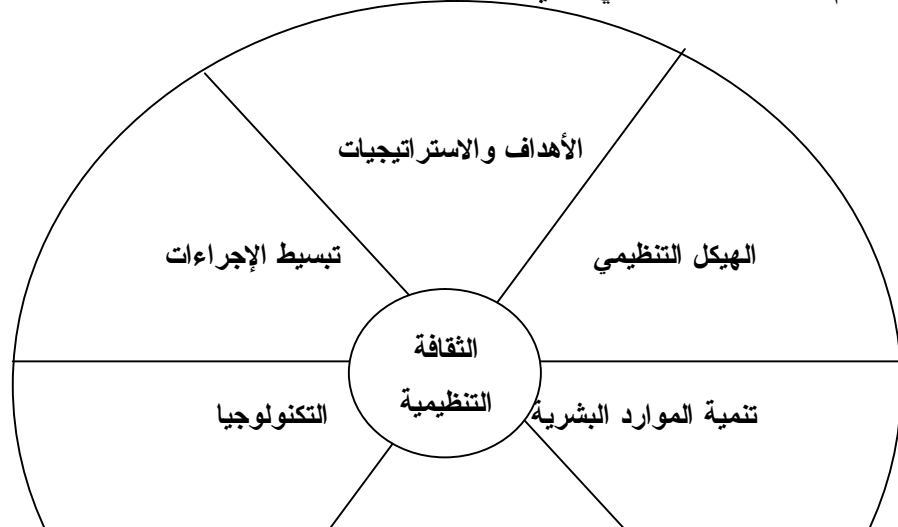 الأهداف والاستراتيجيات
الهيكل التنظيمي
تبسيط الإجراءات
الثقافة
التنظيمية
تنمية الموارد البشرية
التكنولوجيا